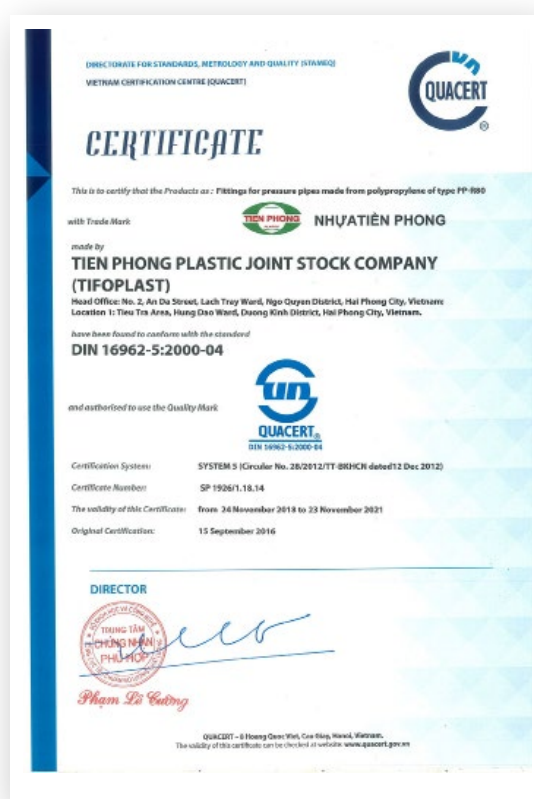 DIRECTORATE FOR STANDARDS, METROLOGY AND QUALITY (STAMEQ)
VIETNAM CERTIFICATION CENTRE (QUACERT)
QUACERT
®
CERTIFICATE
This is to certify that the Products as : Fittings for pressure pipes made from polypropylene of type PP-R80
with Trade Mark
TIEN PHONG
NHỰATIÊN PHONG
made by
TIEN PHONG PLASTIC JOINT STOCK COMPANY
(TIFOPLAST)
Head Office: No. 2, An Da Street, Lach Tray Ward, Ngo Quyen District, Hai Phong City, Vietnam
Location 1: Tieu Tra Area, Hung Dao Ward, Duong Kinh District, Hai Phong City, Vietnam.
have been found to conform with the standard
DIN 16962-5:2000-04
and authorised to use the Quality Mark
QUACERT®
DIN 16962-5:2000-04
Certification System: SYSTEM 5 (Circular No. 28/2012/TT-BKHCN dated12 Dec 2012)
Certificate Number: SP 1926/1.18.14
The validity of this Certificate: from 24 November 2018 to 23 November 2021
Original Certification: 15 September 2016
DIRECTOR
TRUNG TÂM
CHỨNG NHẬN
PHÙ HỢP
Phạm Lê Cường
QUACERT – 8 Hoang Quoc Viet, Cau Giay, Hanoi, Vietnam.
The validity of this certificate can be checked at website: www.quacert.gov.vn